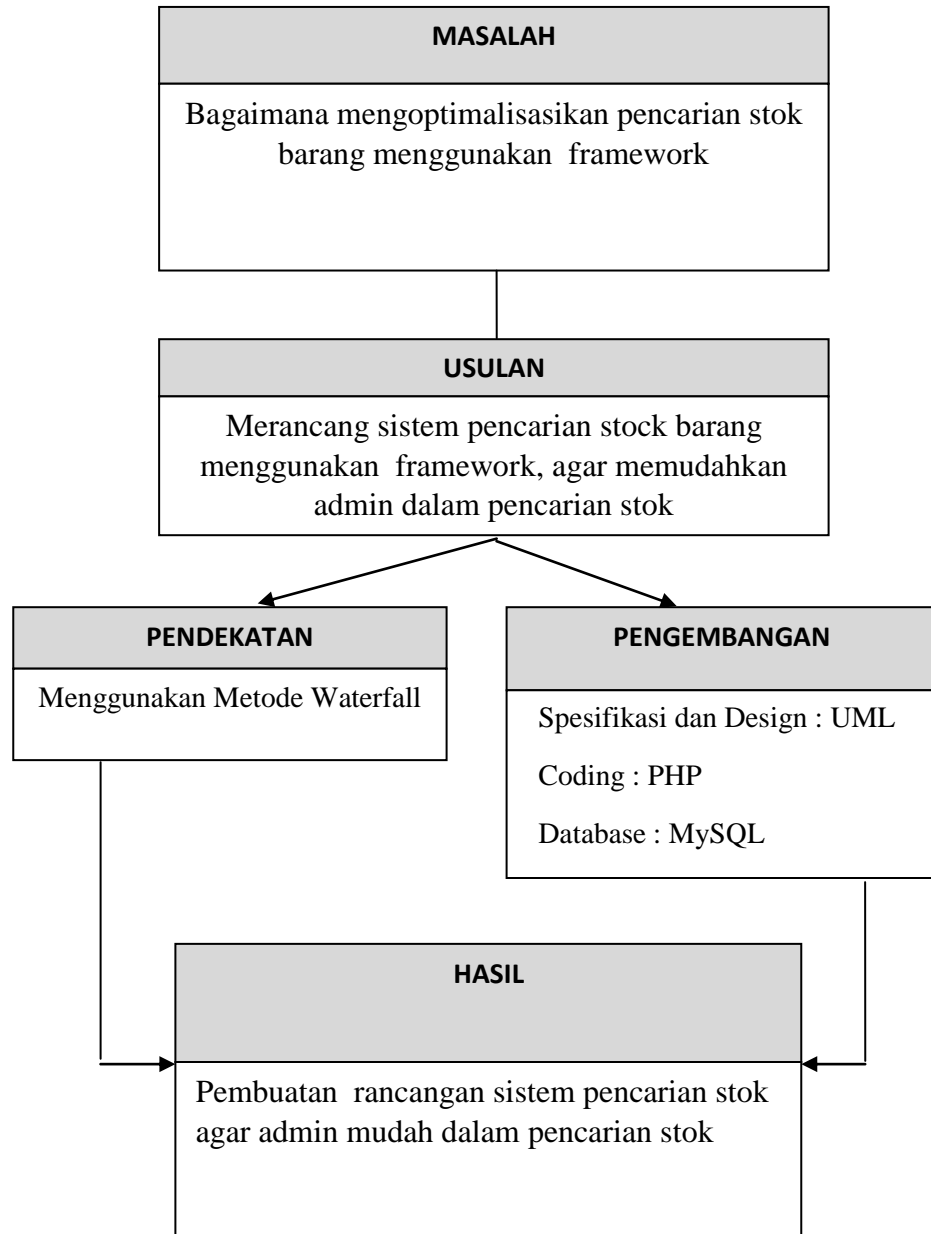 MASALAH
Bagaimana mengoptimalisasikan pencarian stok
barang menggunakan framework
USULAN
Merancang sistem pencarian stock barang
menggunakan framework, agar memudahkan
admin dalam pencarian stok
PENDEKATAN
Menggunakan Metode Waterfall
PENGEMBANGAN
Spesifikasi dan Design : UML
Coding : PHP
Database : MySQL
HASIL
Pembuatan rancangan sistem pencarian stok
agar admin mudah dalam pencarian stok